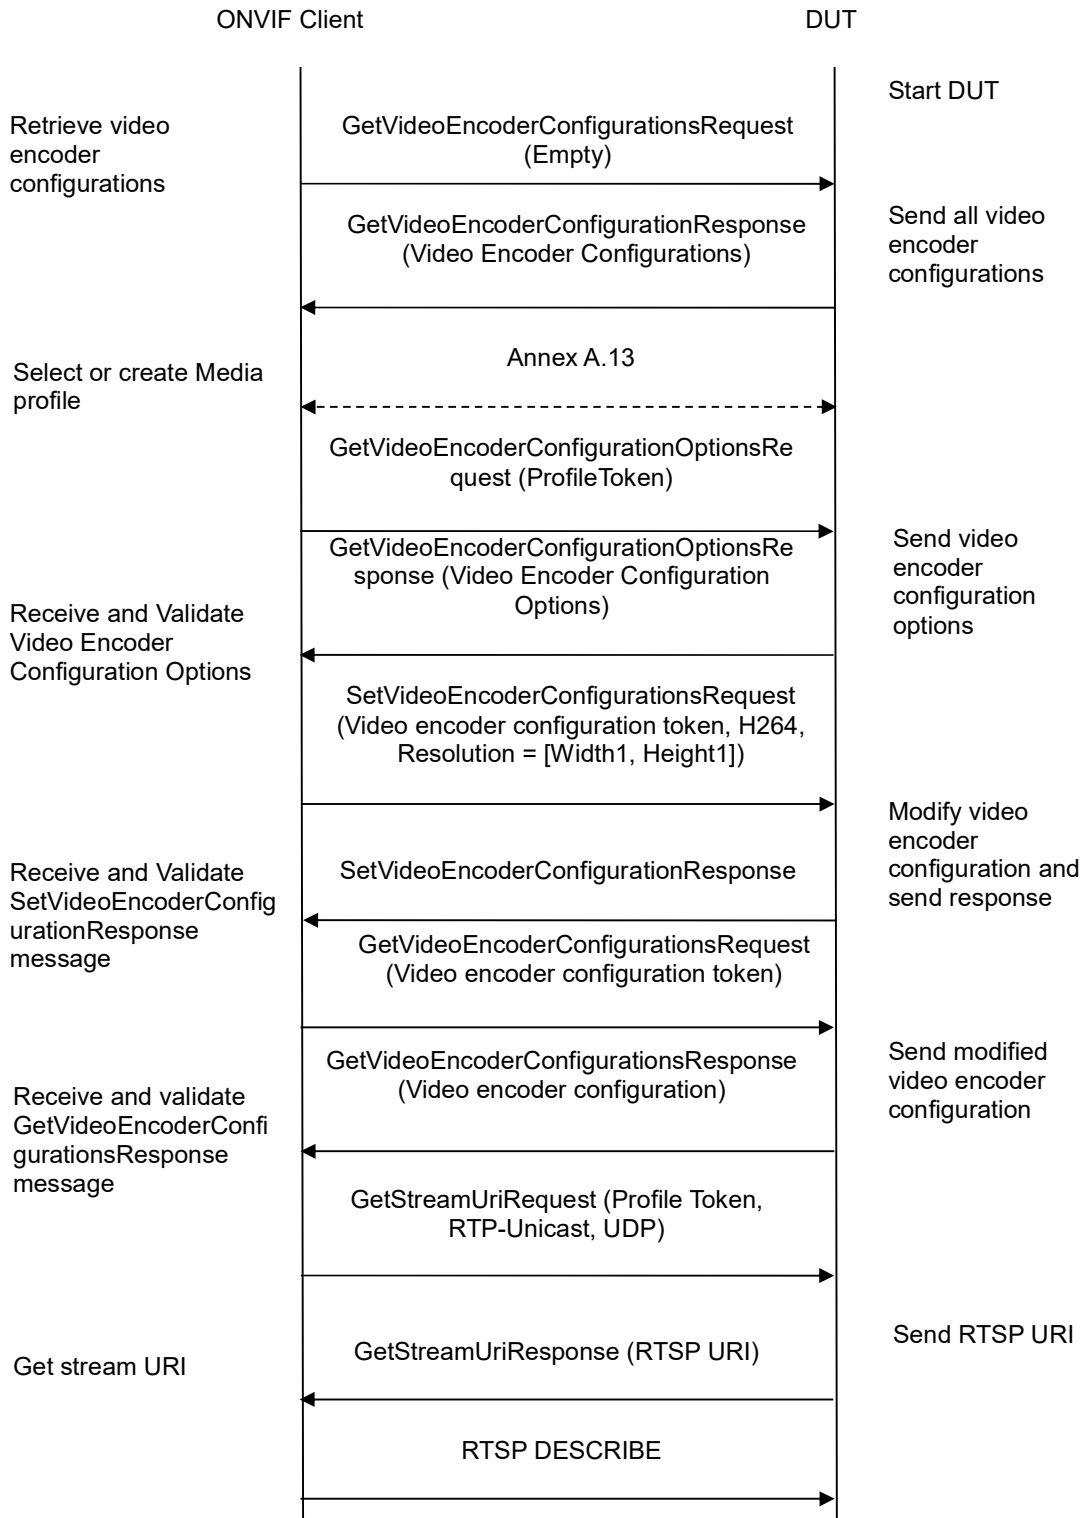 ONVIF Client
DUT
Start DUT
Retrieve video
encoder
configurations
GetVideoEncoderConfigurationsRequest
(Empty)
GetVideoEncoderConfigurationResponse
(Video Encoder Configurations)
Send all video
encoder
configurations
Select or create Media
profile
Annex A.13
GetVideoEncoderConfigurationOptionsRe
quest (ProfileToken)
GetVideoEncoderConfigurationOptionsRe
sponse (Video Encoder Configuration
Options)
Send video
encoder
configuration
options
Receive and Validate
Video Encoder
Configuration Options
SetVideoEncoderConfigurationsRequest
(Video encoder configuration token, H264,
Resolution = [Width1, Height1])
Modify video
encoder
configuration and
send response
Receive and Validate
SetVideoEncoderConfig
urationResponse
message
SetVideoEncoderConfigurationResponse
GetVideoEncoderConfigurationsRequest
(Video encoder configuration token)
Send modified
video encoder
configuration
GetVideoEncoderConfigurationsResponse
(Video encoder configuration)
Receive and validate
GetVideoEncoderConfi
gurationsResponse
message
GetStreamUriRequest (Profile Token,
RTP-Unicast, UDP)
Send RTSP URI
Get stream URI
GetStreamUriResponse (RTSP URI)
RTSP DESCRIBE